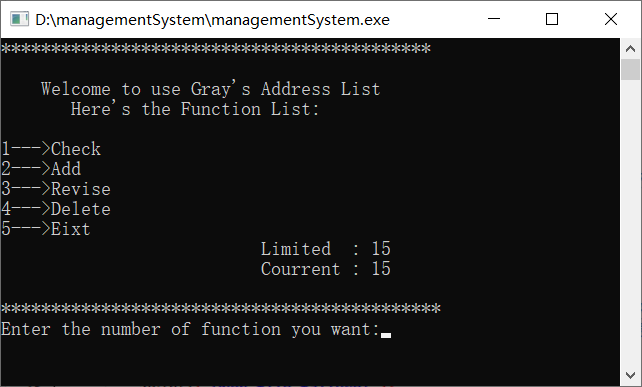 D:\managementSystem\managementSystem.exe
*******************************************
Welcome to use Gray's Address List
Here's the Function List:
1--->Check
2--->Add
3--->Revise
4--->Delete
5--->Eixt
Limited : 15
Courrent : 15
********************************************
Enter the number of function you want: